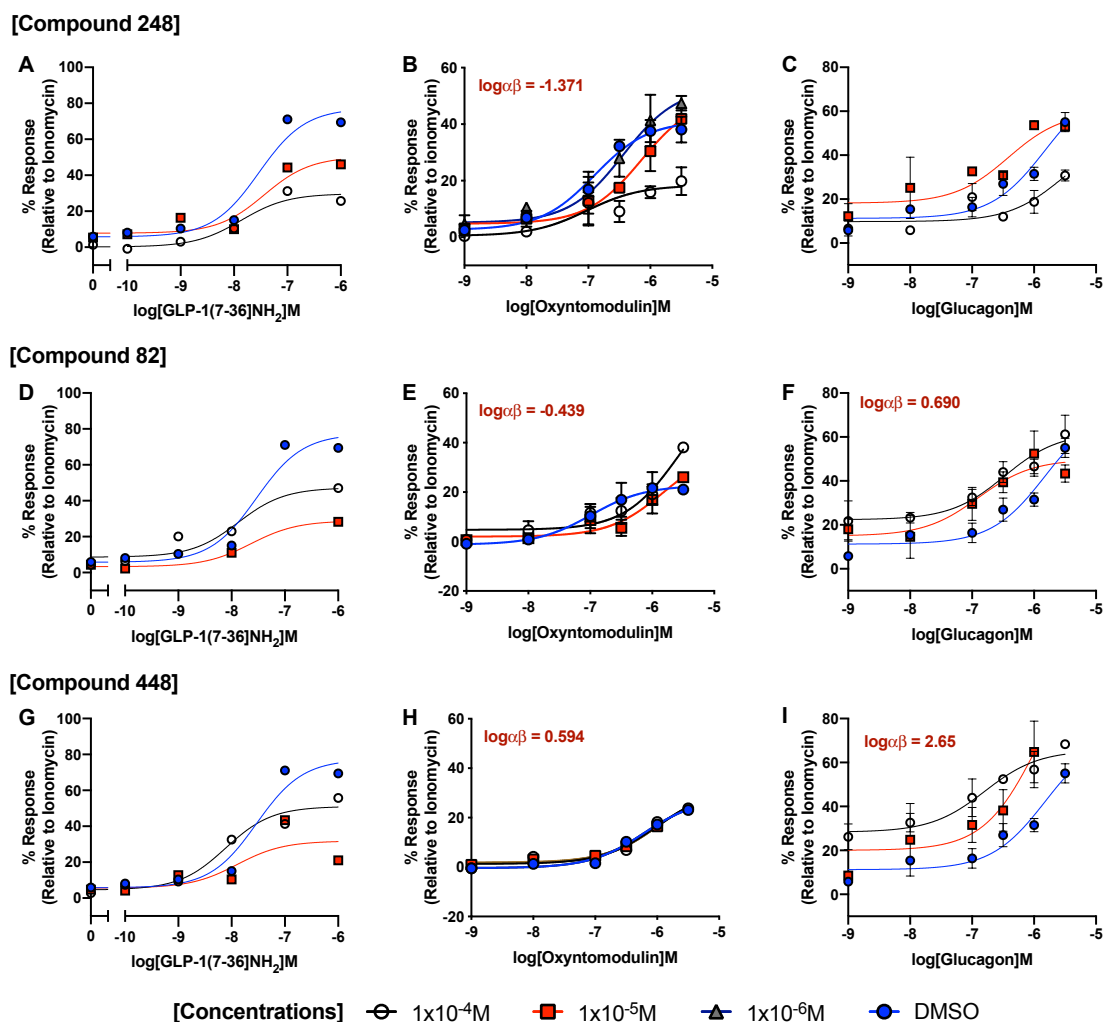 [Compound 248]
A
% Response
(Relative to Ionomycin)
100
80
60
40
20
0
0 -10 -9 -8 -7 -6
log[GLP-1(7-36]NH₂]M
B
logαβ = -1.371
% Response
(Relative to Ionomycin)
60
40
20
0
-9 -8 -7 -6 -5
log[Oxyntomodulin]M
C
% Response
(Relative to Ionomycin)
80
60
40
20
0
-9 -8 -7 -6 -5
log[Glucagon]M
[Compound 82]
D
% Response
(Relative to Ionomycin)
100
80
60
40
20
0
0 -10 -9 -8 -7 -6
log[GLP-1(7-36]NH₂]M
E
logαβ = -0.439
% Response
(Relative to Ionomycin)
60
40
20
0
-20
-9 -8 -7 -6 -5
log[Oxyntomodulin]M
F
logαβ = 0.690
% Response
(Relative to Ionomycin)
80
60
40
20
0
-9 -8 -7 -6 -5
log[Glucagon]M
[Compound 448]
G
% Response
(Relative to Ionomycin)
100
80
60
40
20
0
0 -10 -9 -8 -7 -6
log[GLP-1(7-36]NH₂]M
H
logαβ = 0.594
% Response
(Relative to Ionomycin)
60
40
20
0
-20
-9 -8 -7 -6 -5
log[Oxyntomodulin]M
I
logαβ = 2.65
% Response
(Relative to Ionomycin)
80
60
40
20
0
-9 -8 -7 -6 -5
log[Glucagon]M
[Concentrations] 1x10⁻⁴M 1x10⁻⁵M 1x10⁻⁶M DMSO